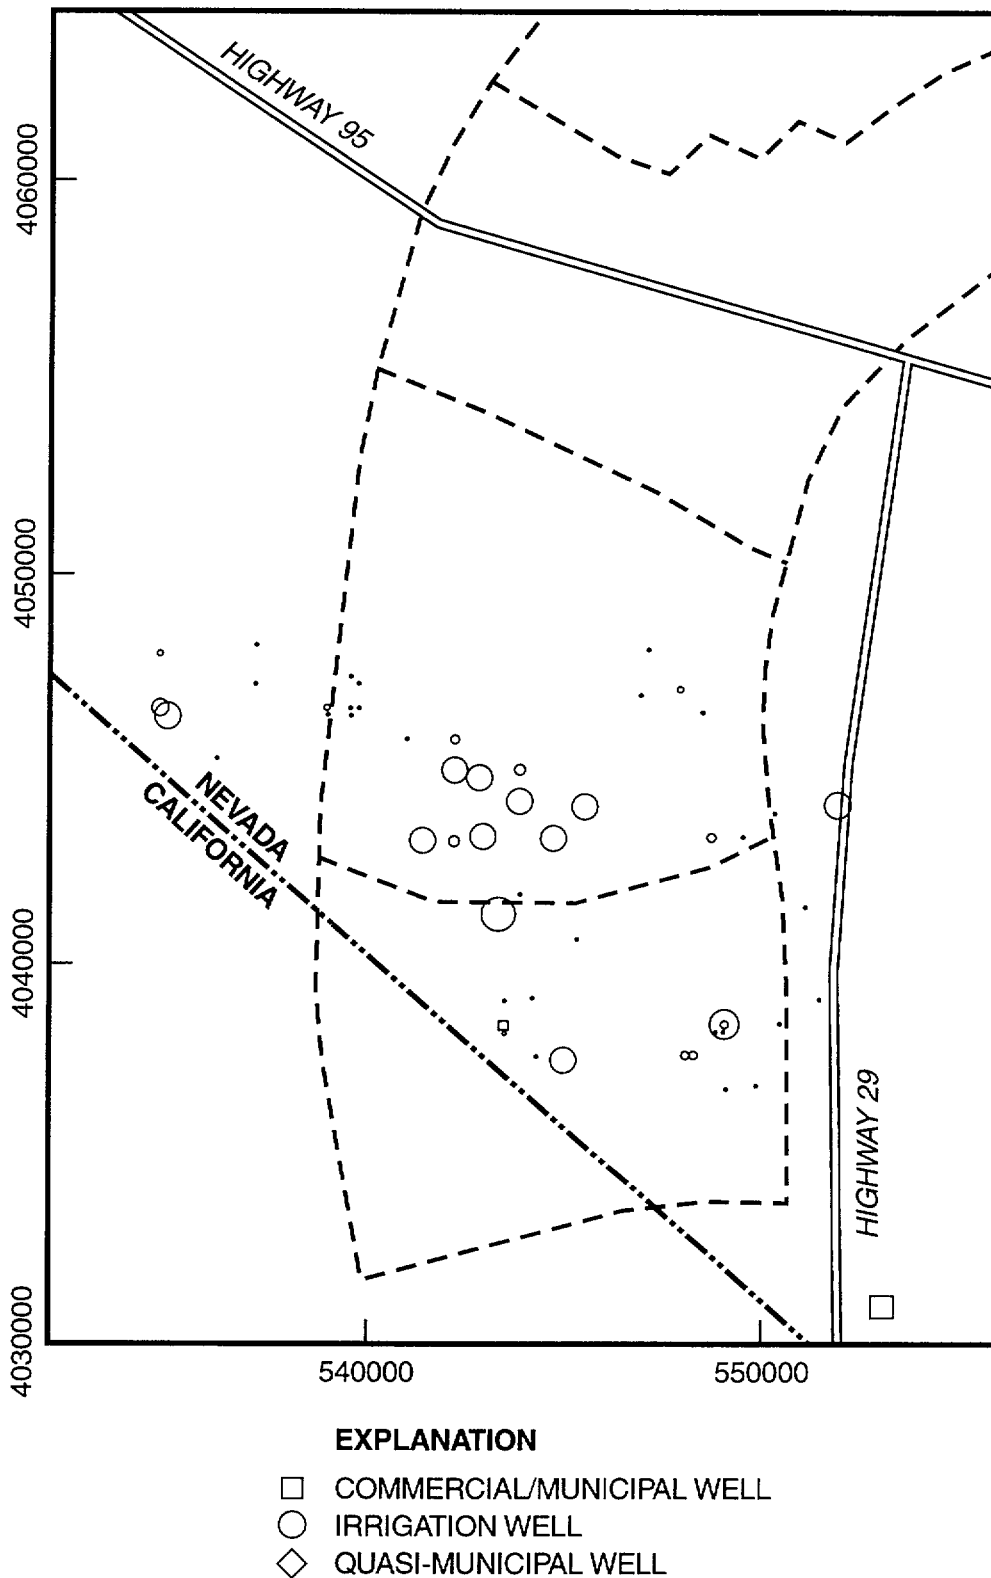 HIGHWAY 95
4060000
4050000
NEVADA
CALIFORNIA
4040000
HIGHWAY 29
4030000
540000
550000
EXPLANATION
COMMERCIAL/MUNICIPAL WELL
IRRIGATION WELL
QUASI-MUNICIPAL WELL